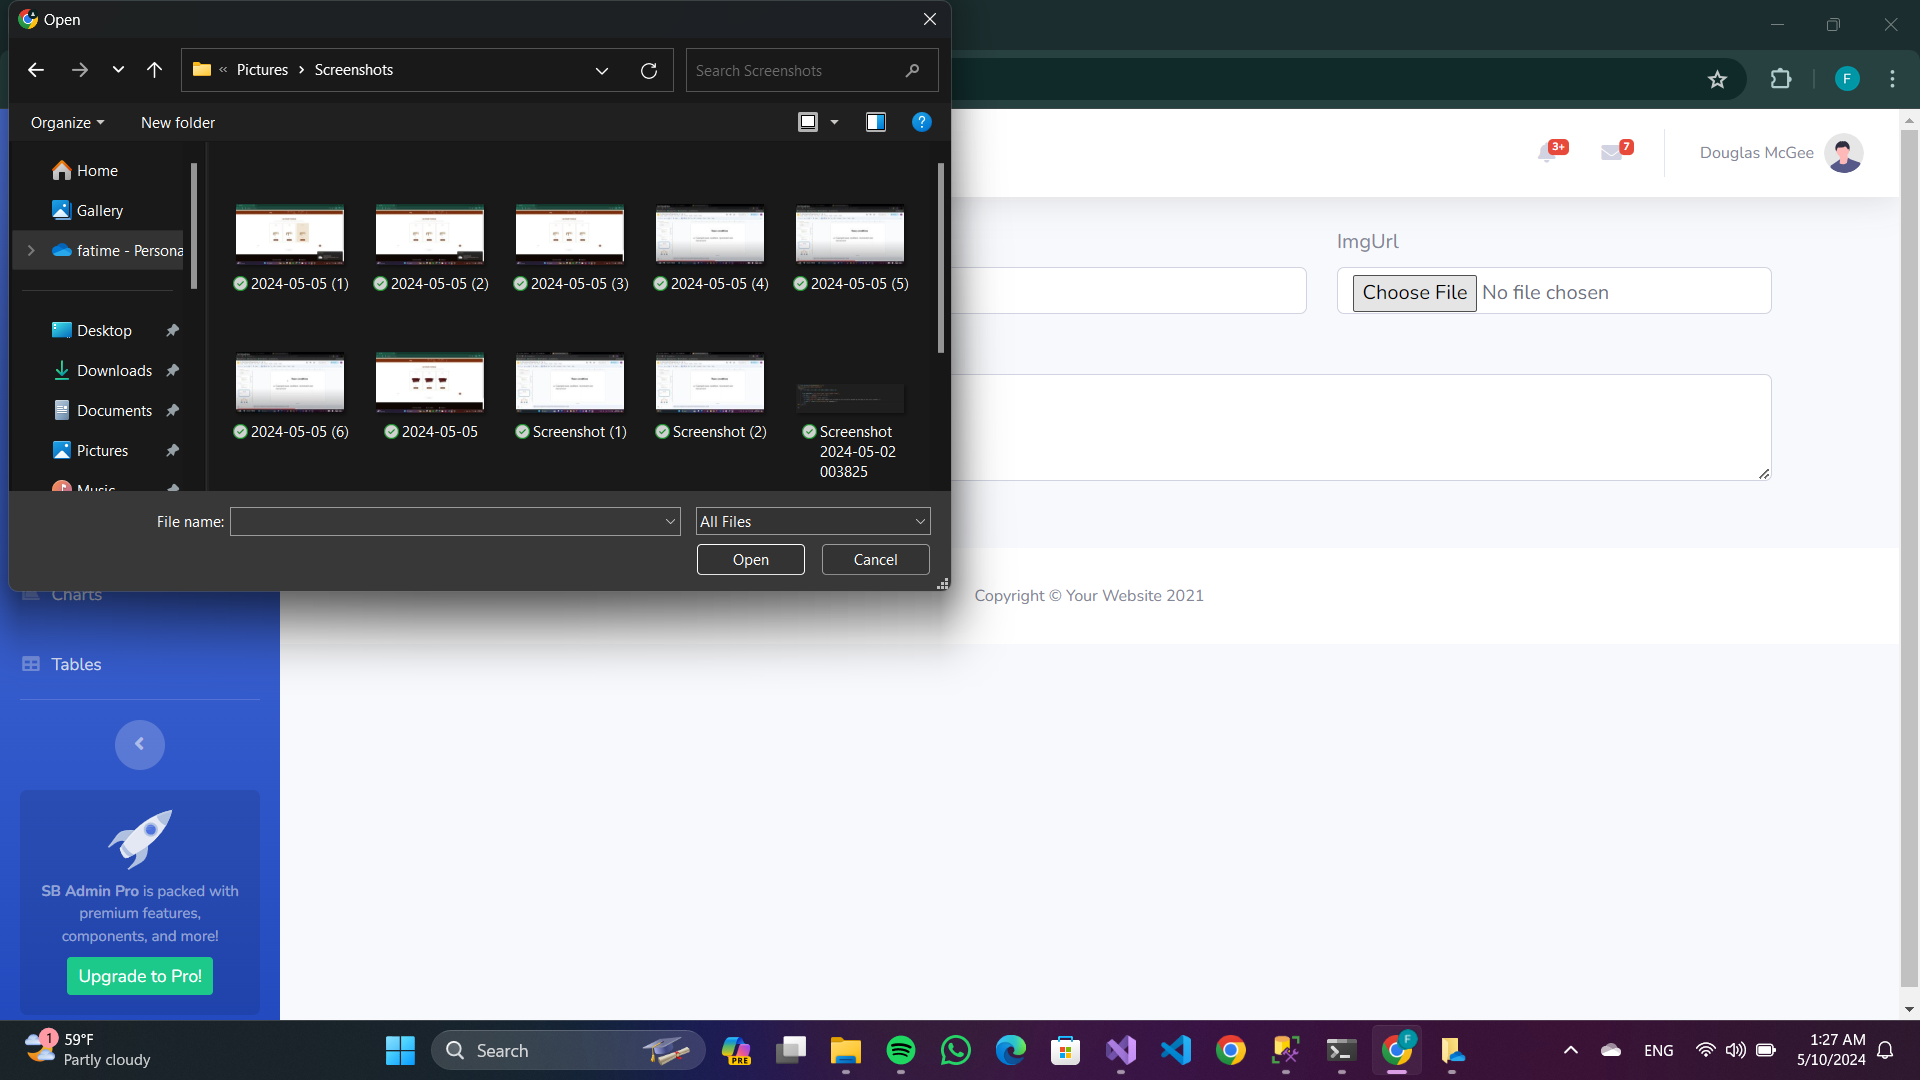 Open
Pictures
Screenshots
Search Screenshots
Organize
New folder
Home
Gallery
fatime - Persona
Desktop
Downloads
Documents
Pictures
Music
2024-05-05 (1)
2024-05-05 (2)
2024-05-05 (3)
2024-05-05 (4)
2024-05-05 (5)
2024-05-05 (6)
2024-05-05
Screenshot (1)
Screenshot (2)
Screenshot
2024-05-02
003825
File name:
All Files
Open
Cancel
F
3+
7
Douglas McGee
ImgUrl
Choose File No file chosen
Copyright © Your Website 2021
Charts
Tables
SB Admin Pro is packed with
premium features,
components, and more!
Upgrade to Pro!
1
59°F
Partly cloudy
Search
PRE
F
ENG
1:27 AM
5/10/2024